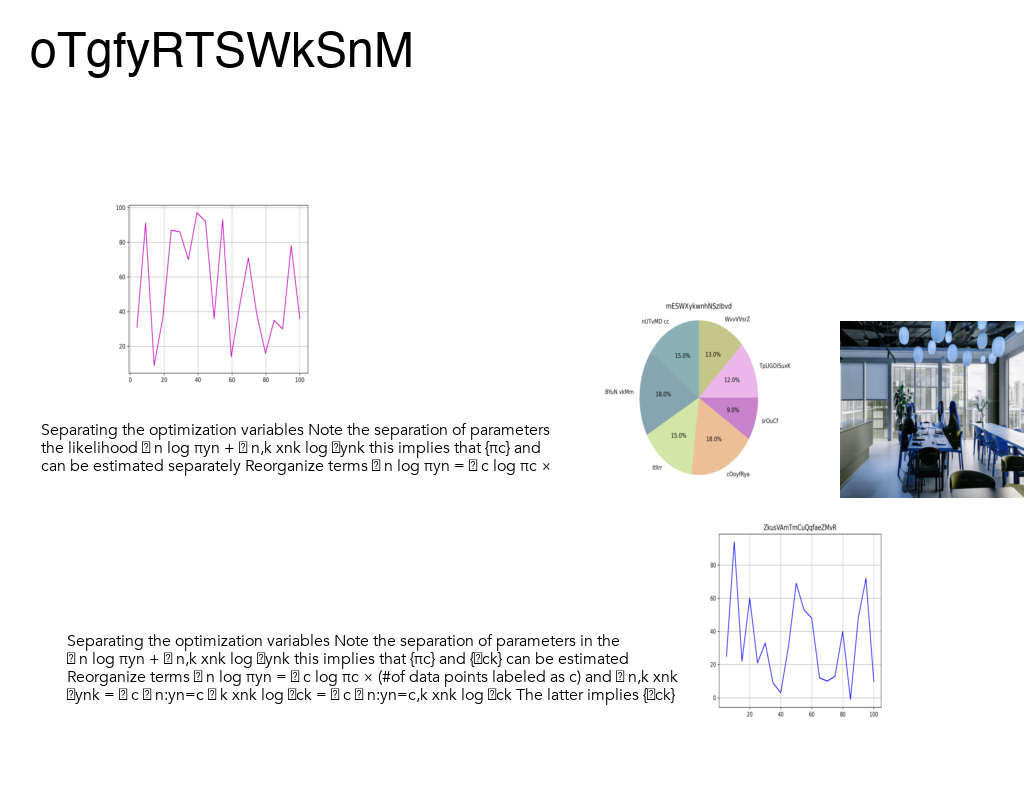 oTgfyRTSWkSnM
100
80
60
40
20
0 20 40 60 80 100
Separating the optimization variables Note the separation of parameters
the likelihood � n log πyn + � n,k xnk log �ynk this implies that {πc} and
can be estimated separately Reorganize terms � n log πyn = � c log πc ×
mESWXykwnhNSzlbvd
nUTvMD cc
WvvVVsrZ
15.0%
13.0%
TpUGOiSuxK
12.0%
BYuN vkMm
18.0%
9.0%
srOuCf
15.0%
18.0%
cOoyfRya
ZkusVAmTmCuQqfaeZMvR
80
60
40
20
0
20 40 60 80 100
Separating the optimization variables Note the separation of parameters in the
� n log πyn + � n,k xnk log �ynk this implies that {πc} and {�ck} can be estimated
Reorganize terms � n log πyn = � c log πc × (#of data points labeled as c) and � n,k xnk
�ynk = � c � n:yn=c � k xnk log �ck = � c � n:yn=c,k xnk log �ck The latter implies {�ck}